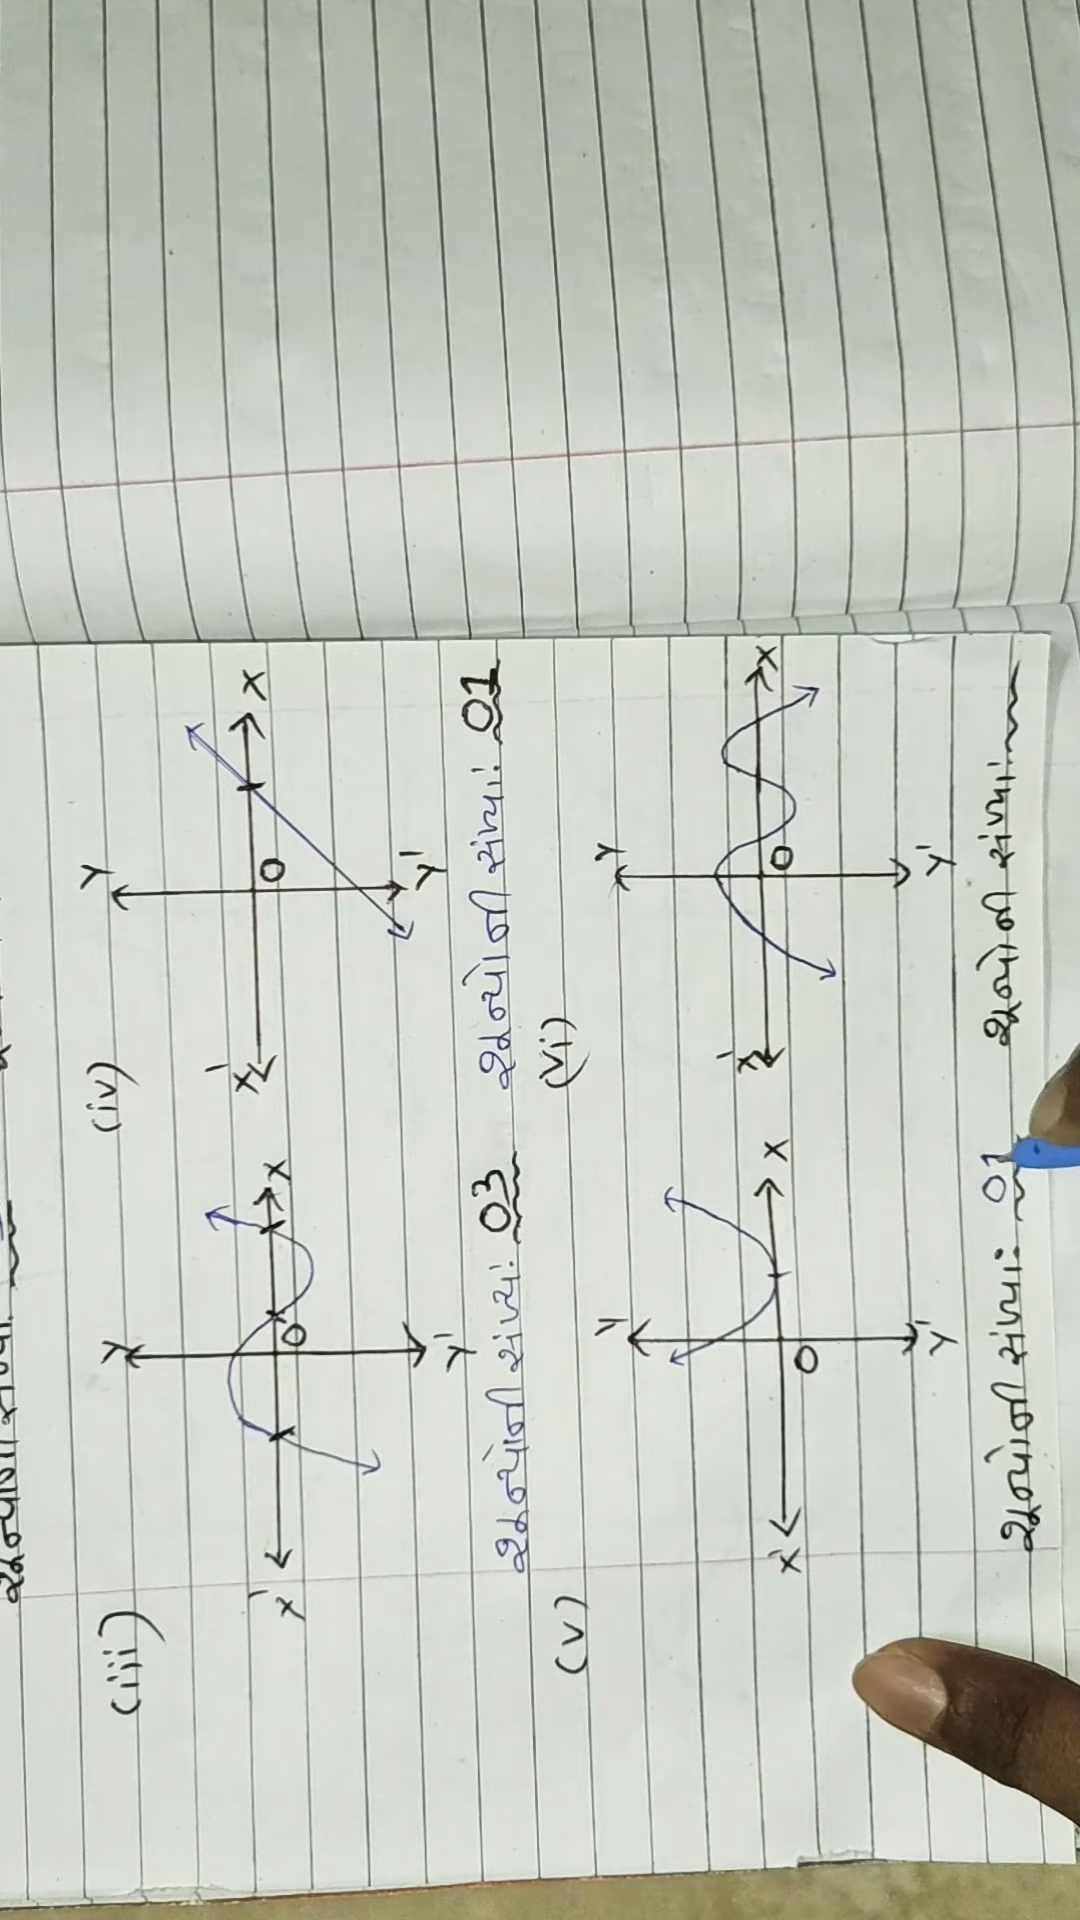 (iii) (iv)
Y Y
X' O X X' O X
Y' Y'
શૂન્યોની સંખ્યા: 03 શૂન્યોની સંખ્યા: 01
(v) (vi)
Y Y
X' O X X' O X
Y' Y'
શૂન્યોની સંખ્યા: 01 શૂન્યોની સંખ્યા: